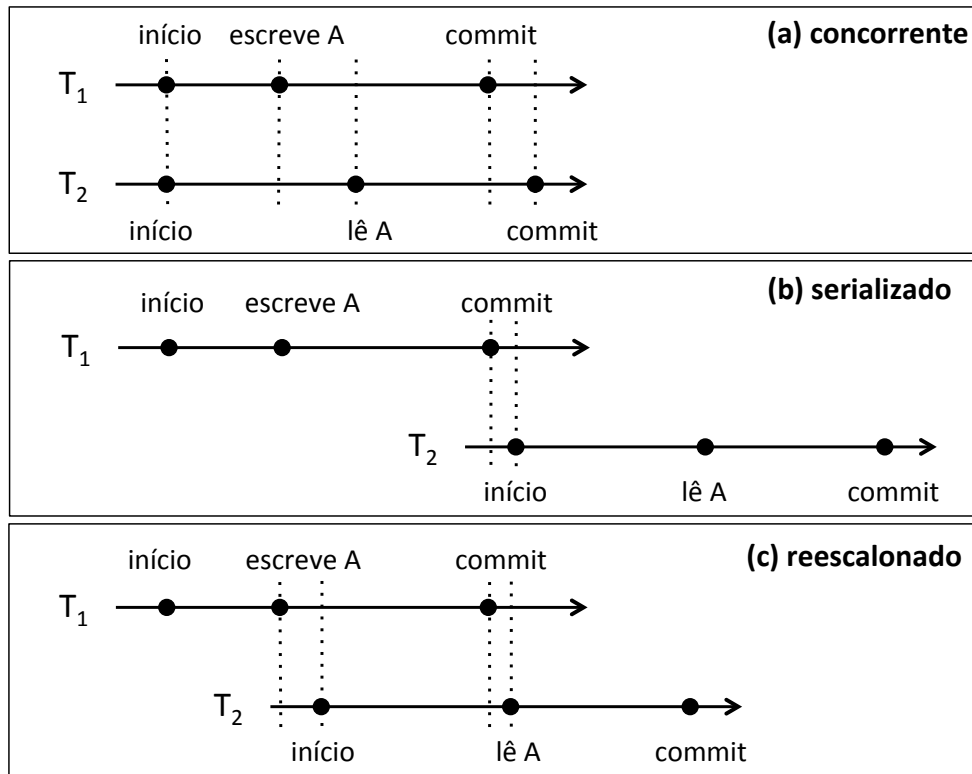 início escreve A commit (a) concorrente
T1
T2
início lê A commit
(b) serializado
início escreve A commit
T1
T2
início lê A commit
início escreve A commit (c) reescalonado
T1
T2
início lê A commit